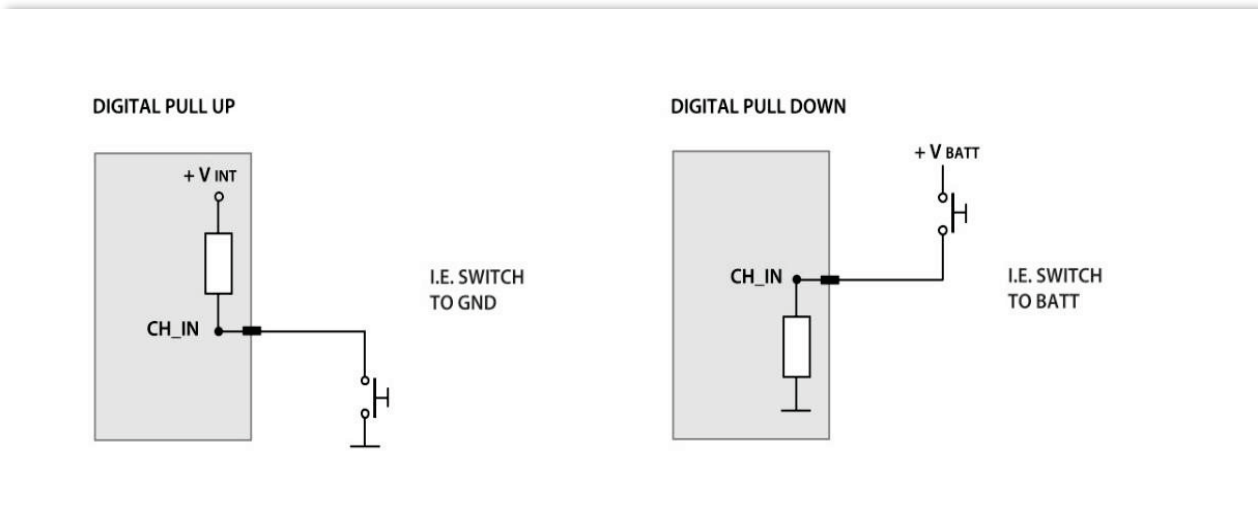 DIGITAL PULL UP
+ V INT
CH_IN
I.E. SWITCH
TO GND
DIGITAL PULL DOWN
+ V BATT
CH_IN
I.E. SWITCH
TO BATT